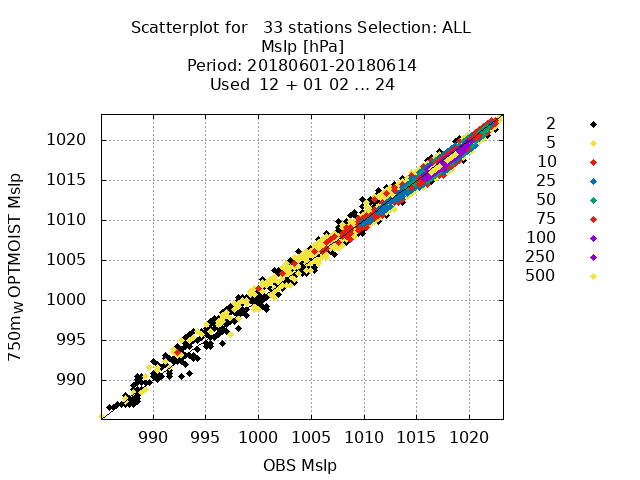 Scatterplot for 33 stations Selection: ALL
Mslp [hPa]
Period: 20180601-20180614
Used 12 + 01 02 ... 24
750mW OPTMOIST Mslp
1020
1015
1010
1005
1000
995
990
990 995 1000 1005 1010 1015 1020
OBS Mslp
2
5
10
25
50
75
100
250
500